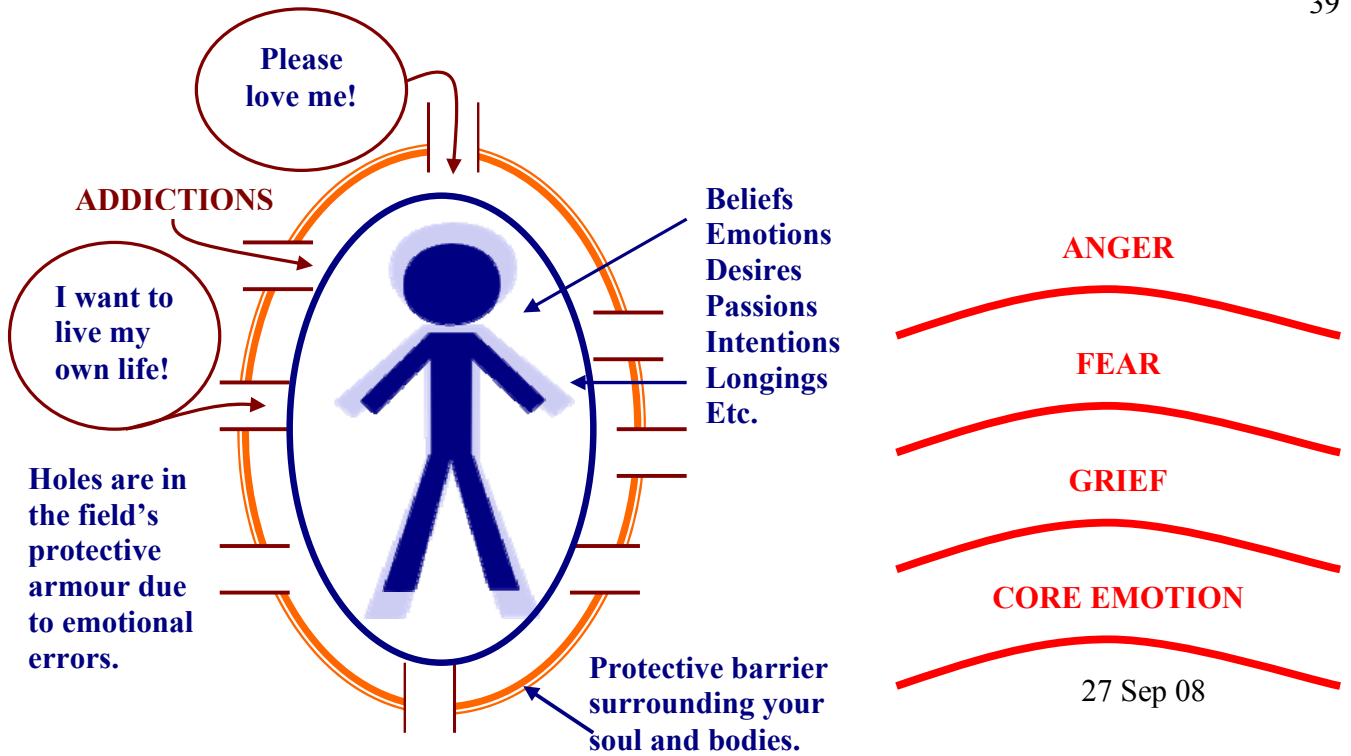 39
Please
love me!
ADDICTIONS
I want to
live my
own life!
Holes are in
the field's
protective
armour due
to emotional
errors.
Beliefs
Emotions
Desires
Passions
Intentions
Longings
Etc.
Protective barrier
surrounding your
soul and bodies.
ANGER
FEAR
GRIEF
CORE EMOTION
27 Sep 08